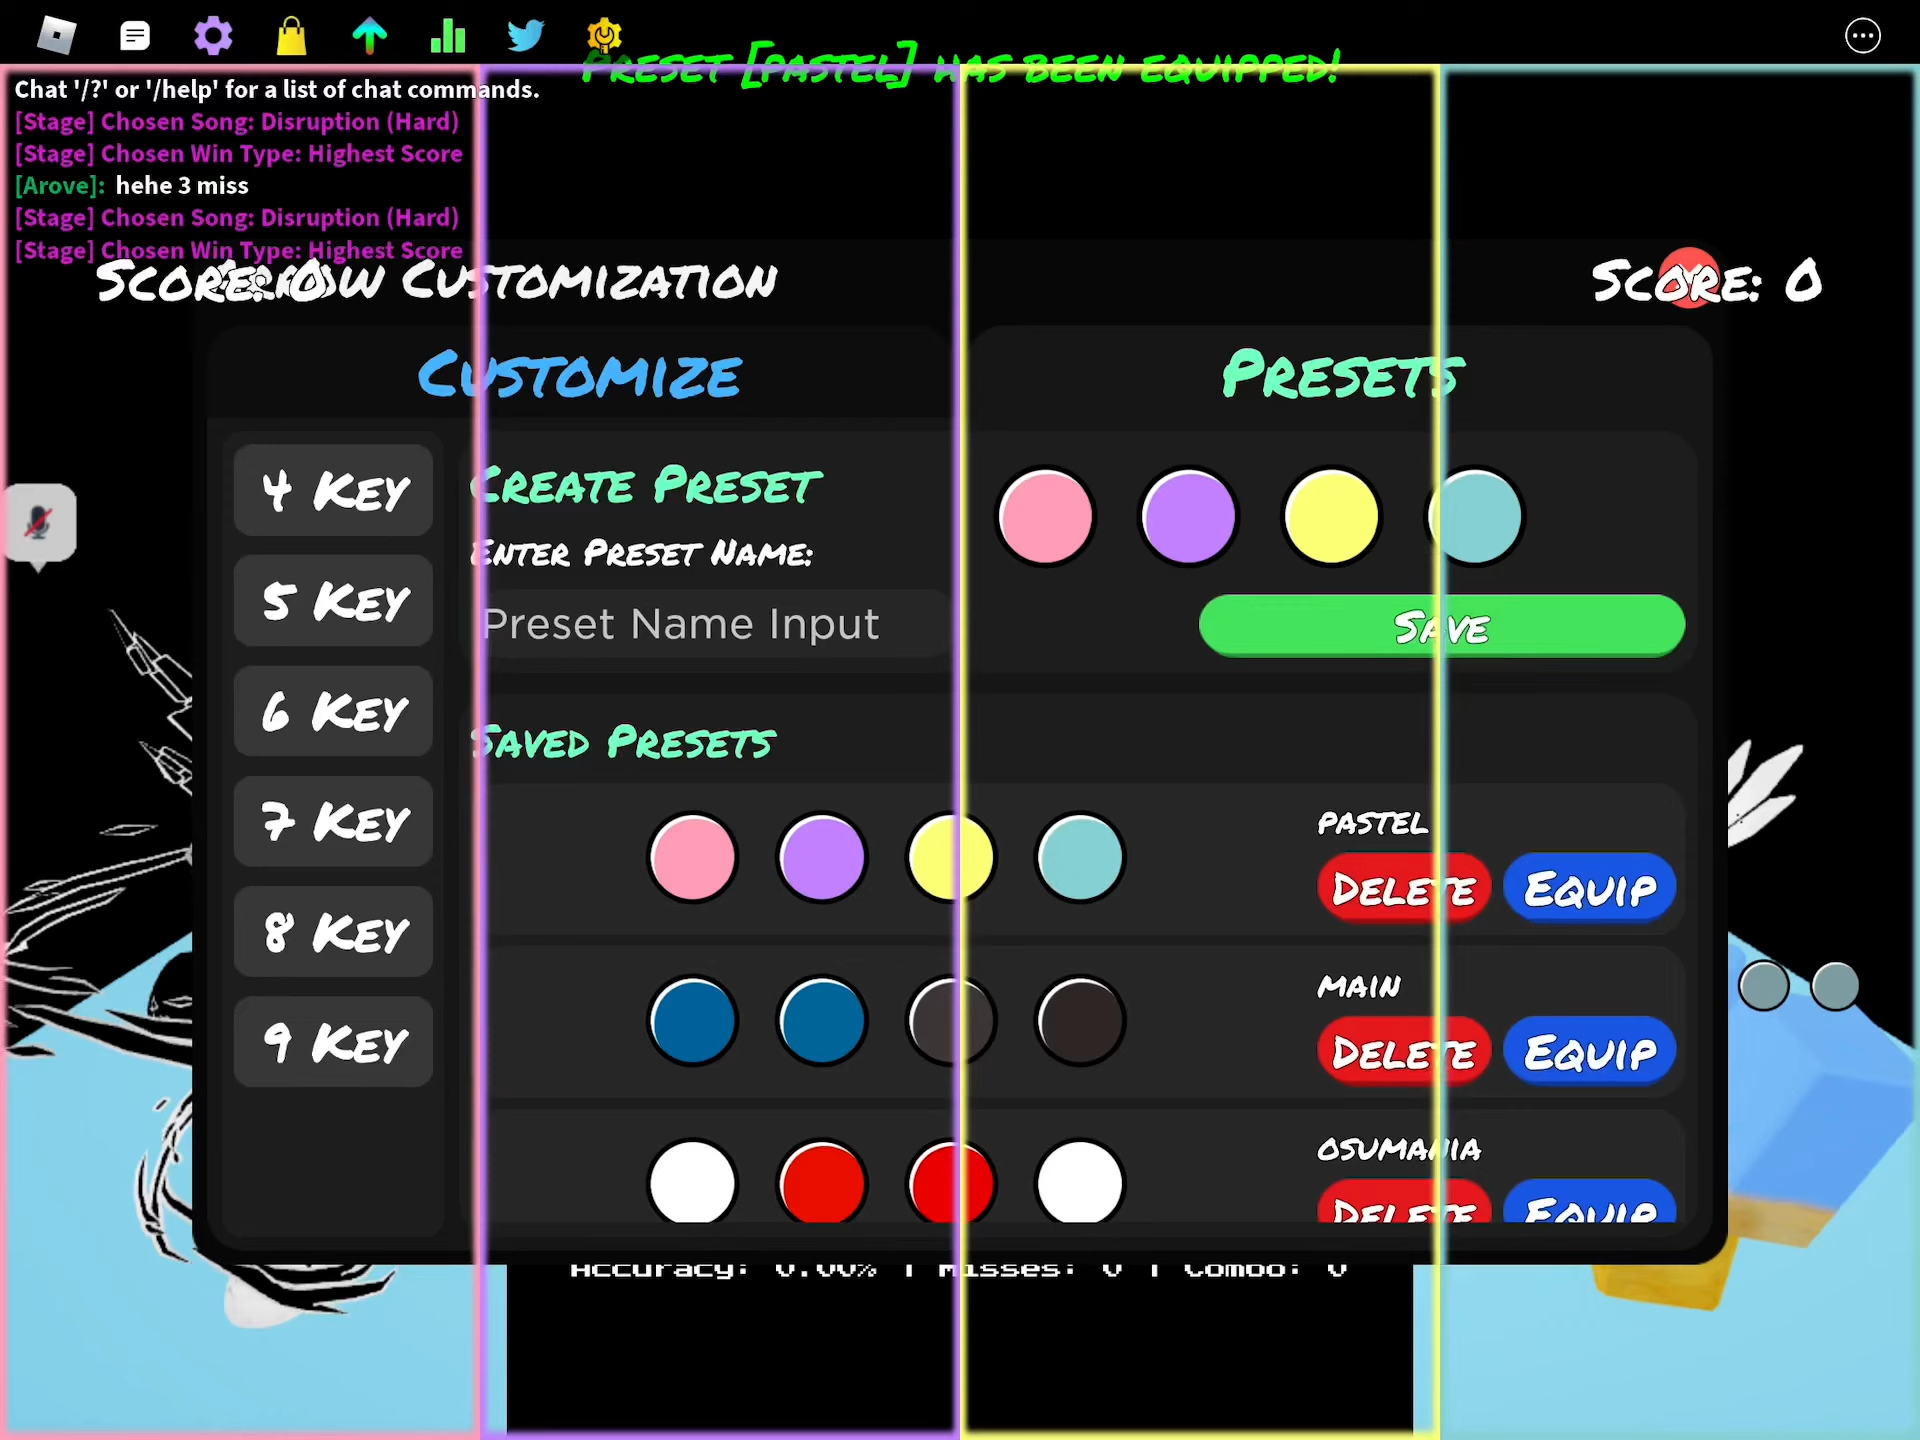 PRESET [PASTEL] HAS BEEN EQUIPPED!
Chat '/?' or '/help' for a list of chat commands.
[Stage] Chosen Song: Disruption (Hard)
[Stage] Chosen Win Type: Highest Score
[Arove]: hehe 3 miss
[Stage] Chosen Song: Disruption (Hard)
[Stage] Chosen Win Type: Highest Score
SCORE: 0
CUSTOMIZATION
SCORE: 0
CUSTOMIZE
PRESETS
4 KEY
5 KEY
6 KEY
7 KEY
8 KEY
9 KEY
CREATE PRESET
ENTER PRESET NAME:
Preset Name Input
SAVE
SAVED PRESETS
PASTEL
DELETE
EQUIP
MAIN
DELETE
EQUIP
OSUMANIA
DELETE
EQUIP
Accuracy: 0.00% | Misses: 0 | Combo: 0